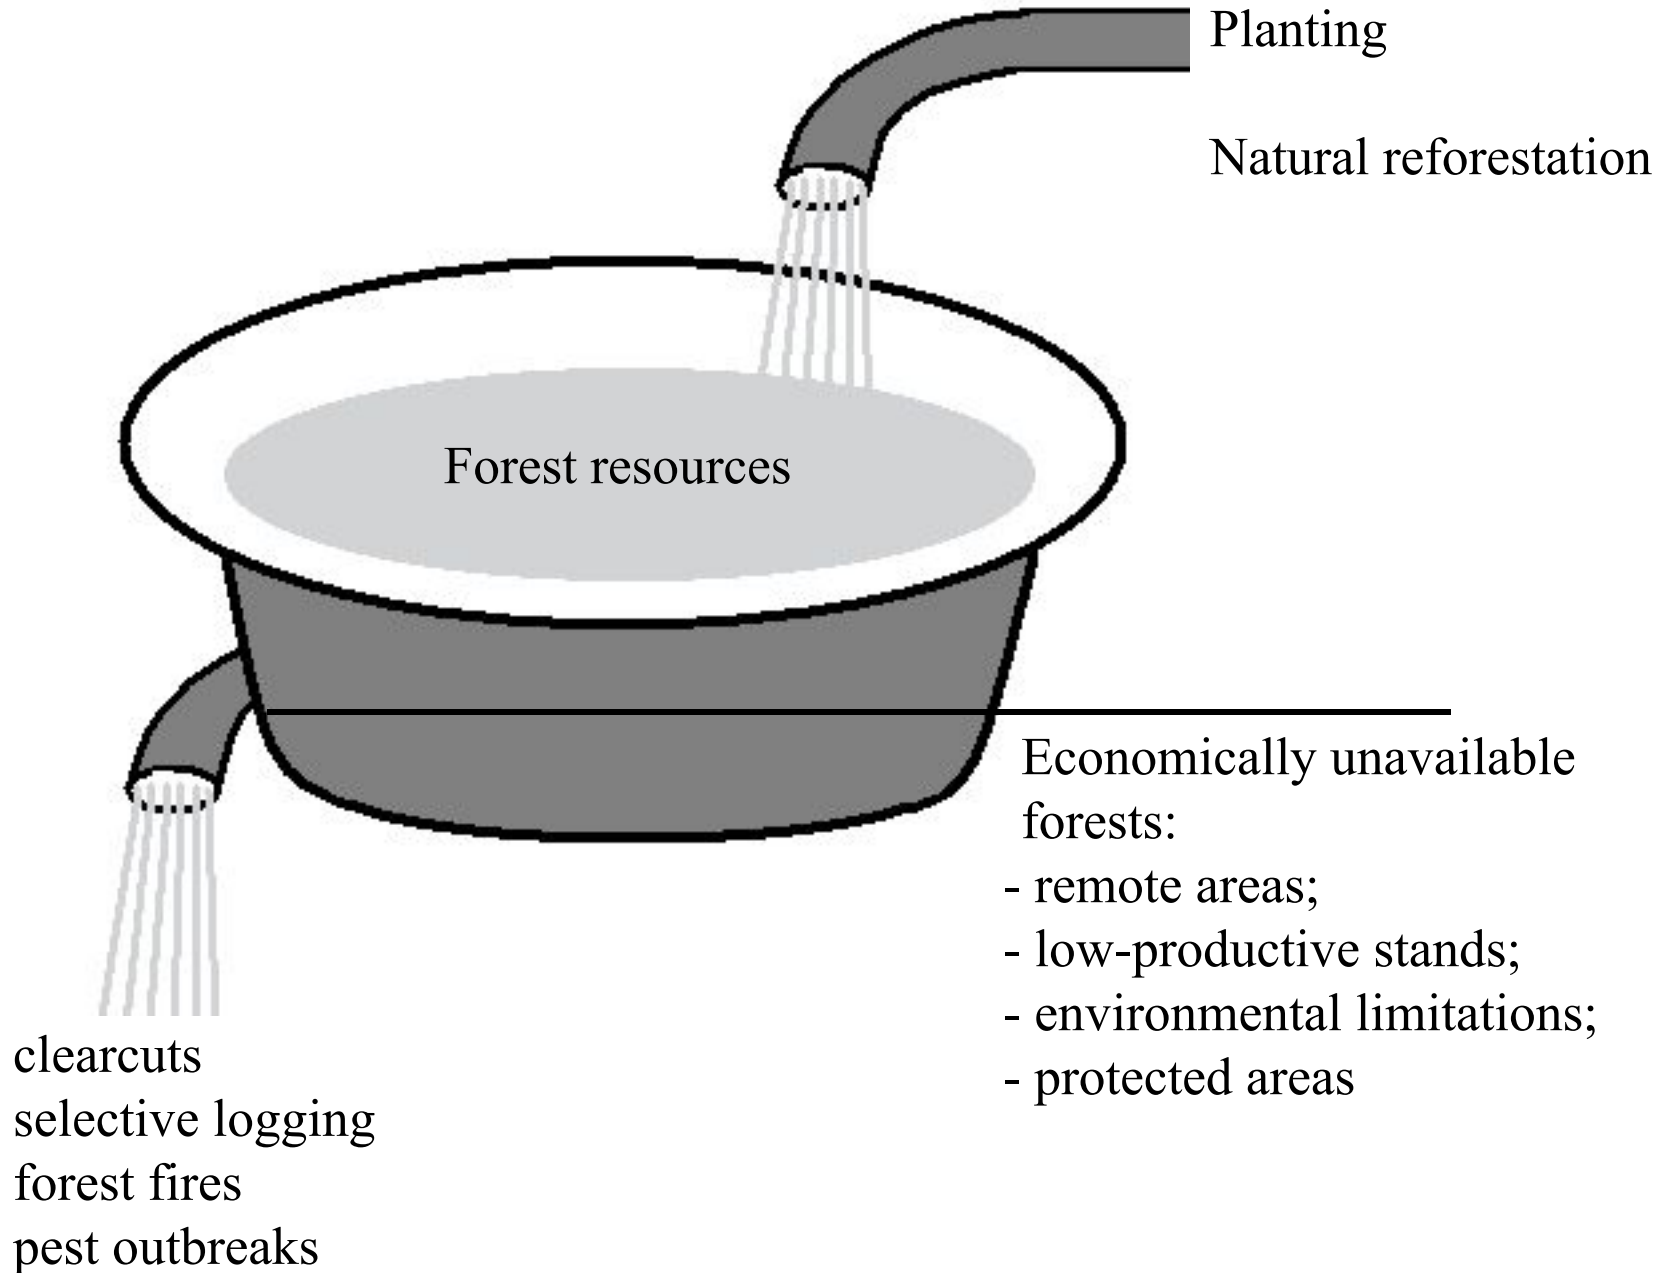 Planting
Natural reforestation
Forest resources
Economically unavailable
forests:
- remote areas;
- low-productive stands;
- environmental limitations;
- protected areas
clearcuts
selective logging
forest fires
pest outbreaks